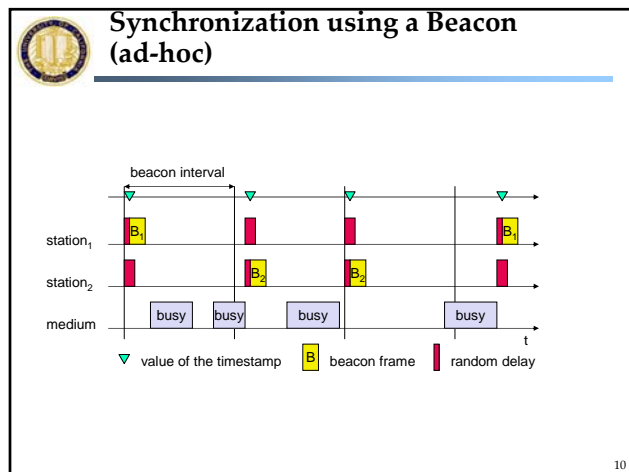 Synchronization using a Beacon
(ad-hoc)
beacon interval
station1
B1
B1
station2
B2
B2
medium
busy
busy
busy
busy
t
value of the timestamp
B
beacon frame
random delay
10